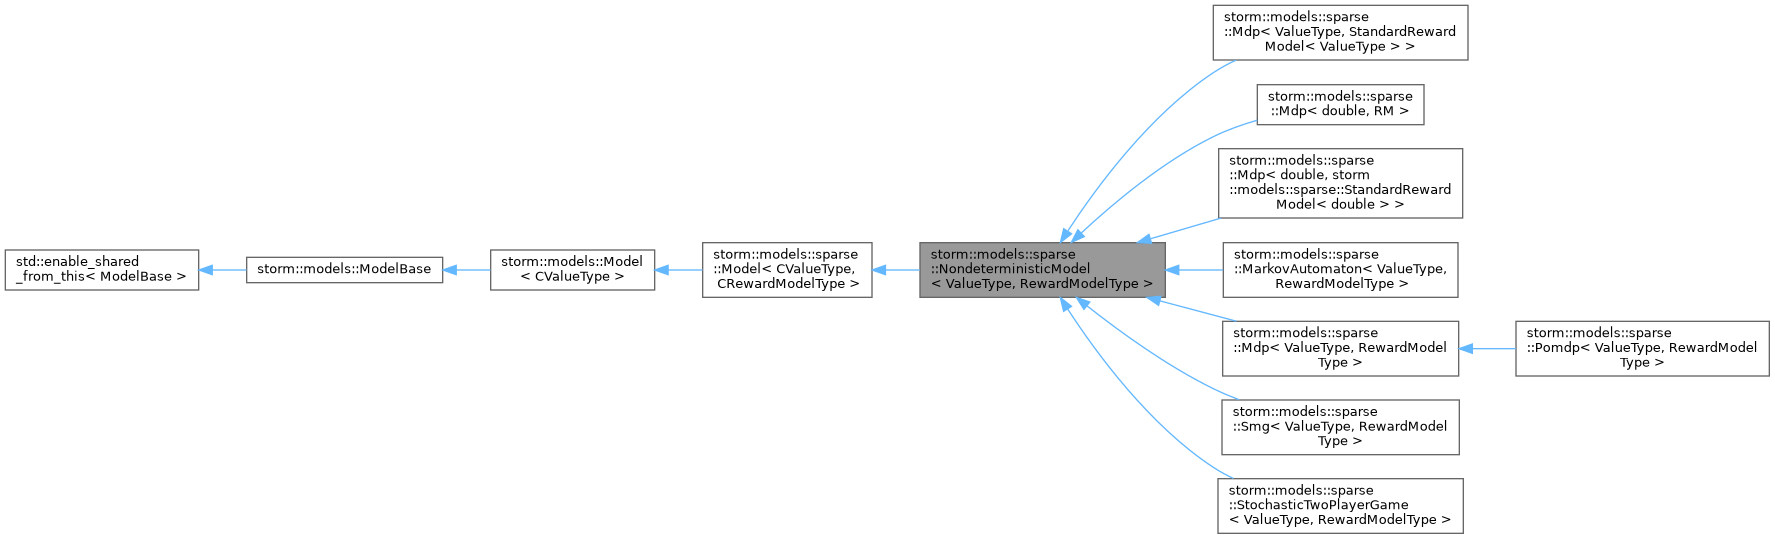 std::enable_shared
_from_this< ModelBase >
storm::models::ModelBase
storm::models::Model
< CValueType >
storm::models::sparse
::Model< CValueType,
CRewardModelType >
storm::models::sparse
::NondeterministicModel
< ValueType, RewardModelType >
storm::models::sparse
::Mdp< ValueType, StandardReward
Model< ValueType > >
storm::models::sparse
::Mdp< double, RM >
storm::models::sparse
::Mdp< double, storm
::models::sparse::StandardReward
Model< double > >
storm::models::sparse
::MarkovAutomaton< ValueType,
RewardModelType >
storm::models::sparse
::Mdp< ValueType, RewardModel
Type >
storm::models::sparse
::Pomdp< ValueType, RewardModel
Type >
storm::models::sparse
::Smg< ValueType, RewardModel
Type >
storm::models::sparse
::StochasticTwoPlayerGame
< ValueType, RewardModelType >